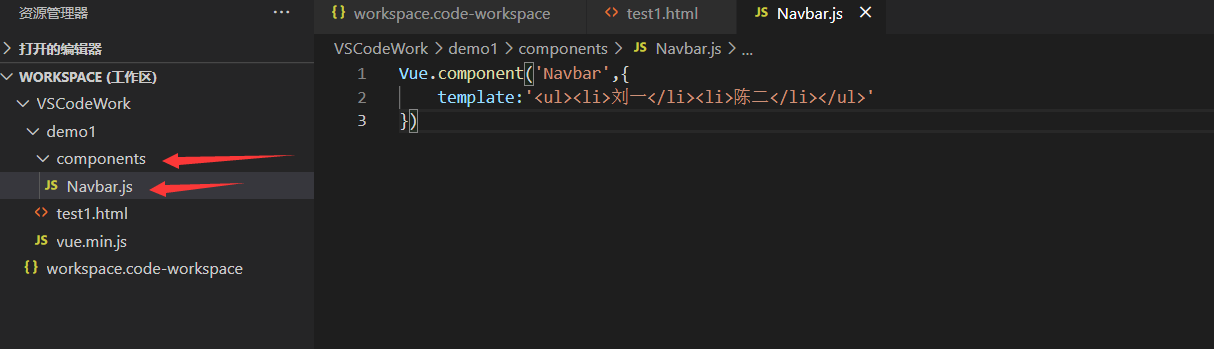 资源管理器 ···
打开的编辑器
WORKSPACE (工作区)
VSCodeWork
demo1
components
JS Navbar.js
<> test1.html
JS vue.min.js
{} workspace.code-workspace
{} workspace.code-workspace <> test1.html JS Navbar.js ×
VSCodeWork > demo1 > components > JS Navbar.js > ...
1 Vue.component('Navbar',{
2 template:'<ul><li>刘一</li><li>陈二</li></ul>'
3 })